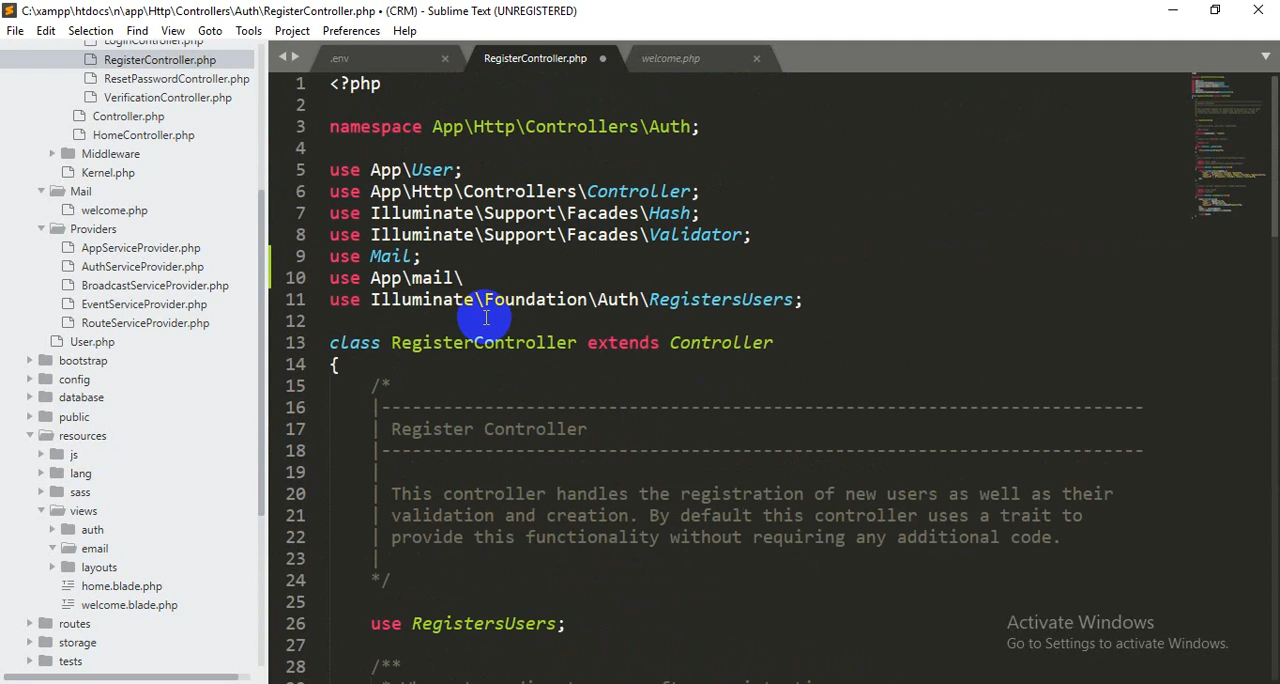 C:\xampp\htdocs\n\app\Http\Controllers\Auth\RegisterController.php • (CRM) - Sublime Text (UNREGISTERED)
File Edit Selection Find View Goto Tools Project Preferences Help
LoginController.php
RegisterController.php
ResetPasswordController.php
VerificationController.php
Controller.php
HomeController.php
Middleware
Kernel.php
Mail
welcome.php
Providers
AppServiceProvider.php
AuthServiceProvider.php
BroadcastServiceProvider.php
EventServiceProvider.php
RouteServiceProvider.php
User.php
bootstrap
config
database
public
resources
js
lang
sass
views
auth
email
layouts
home.blade.php
welcome.blade.php
routes
storage
tests
.env RegisterController.php welcome.php
1 <?php
2
3 namespace App\Http\Controllers\Auth;
4
5 use App\User;
6 use App\Http\Controllers\Controller;
7 use Illuminate\Support\Facades\Hash;
8 use Illuminate\Support\Facades\Validator;
9 use Mail;
10 use App\mail\
11 use Illuminate\Foundation\Auth\RegistersUsers;
12
13 class RegisterController extends Controller
14 {
15 /*
16 |--------------------------------------------------------------------------
17 | Register Controller
18 |--------------------------------------------------------------------------
19 |
20 | This controller handles the registration of new users as well as their
21 | validation and creation. By default this controller uses a trait to
22 | provide this functionality without requiring any additional code.
23 |
24 */
25
26 use RegistersUsers;
27
28 /**
Activate Windows
Go to Settings to activate Windows.